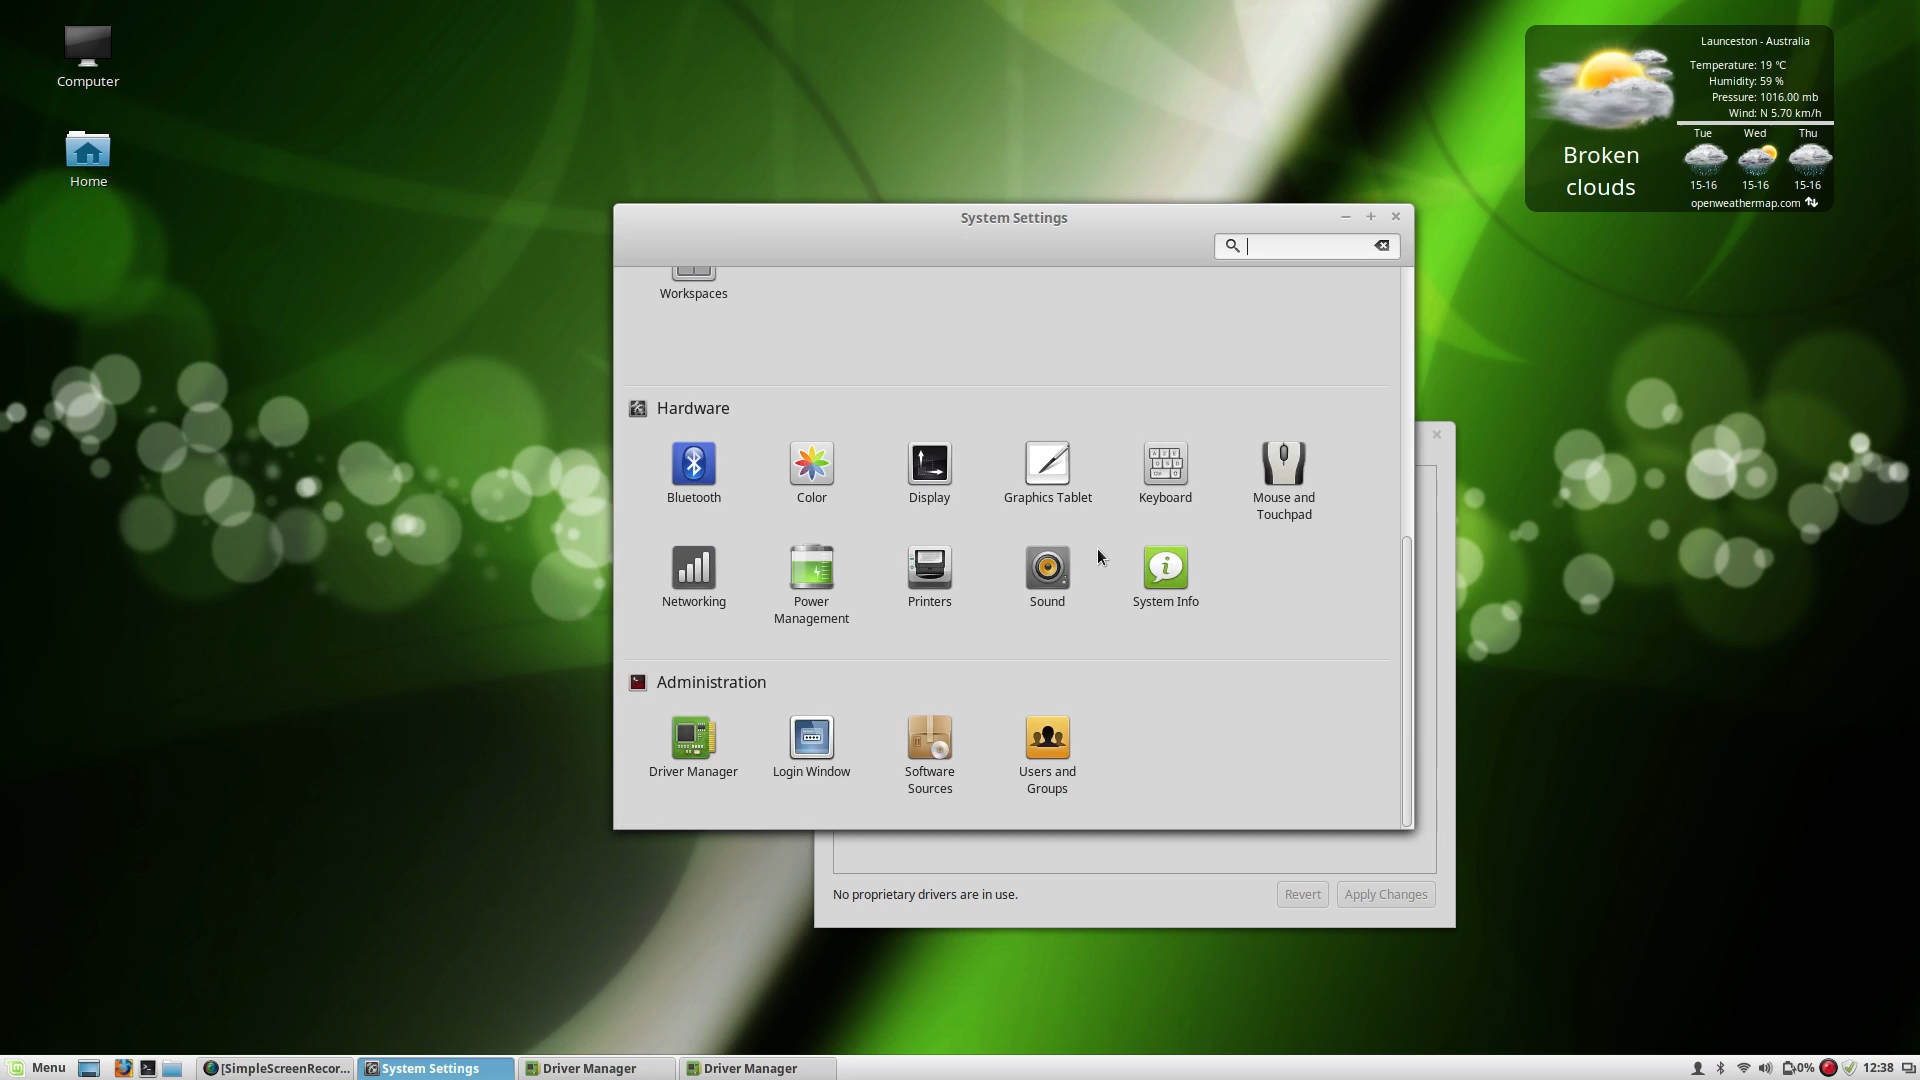 Computer
Home
Launceston - Australia
Temperature: 19 °C
Humidity: 59 %
Pressure: 1016.00 mb
Wind: N 5.70 km/h
Broken
clouds
Tue Wed Thu
15-16 15-16 15-16
openweathermap.com
System Settings
Workspaces
Hardware
Bluetooth
Color
Display
Graphics Tablet
Keyboard
Mouse and
Touchpad
Networking
Power
Management
Printers
Sound
System Info
Administration
Driver Manager
Login Window
Software
Sources
Users and
Groups
No proprietary drivers are in use.
Revert
Apply Changes
Menu
[SimpleScreenRecor...
System Settings
Driver Manager
Driver Manager
0%
12:38